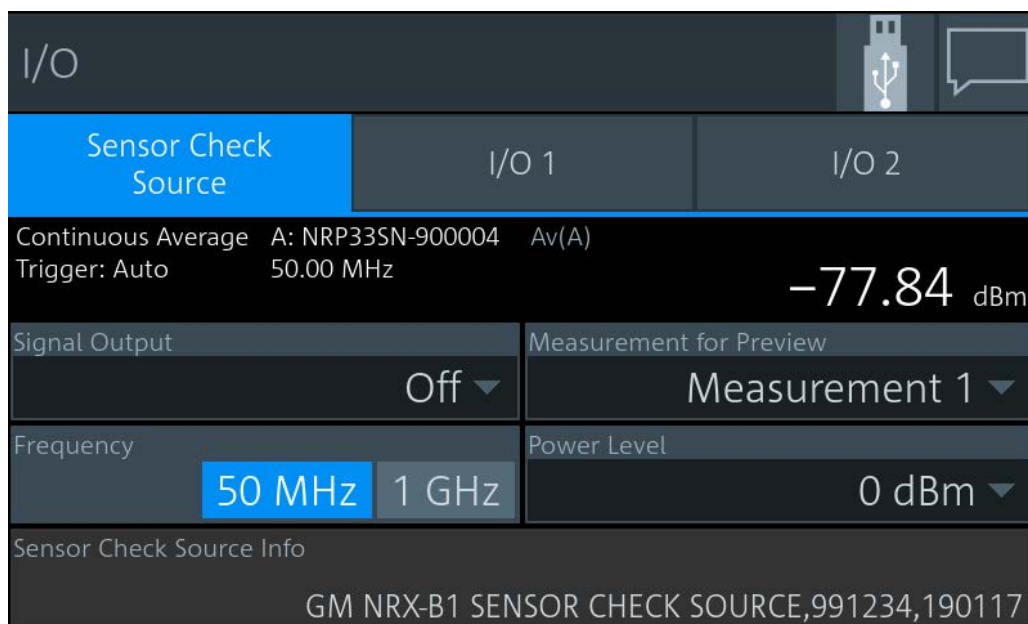 I/O
Sensor Check
Source
I/O 1
I/O 2
Continuous Average A: NRP33SN-900004 Av(A)
Trigger: Auto 50.00 MHz
-77.84 dBm
Signal Output
Off
Measurement for Preview
Measurement 1
Frequency
50 MHz 1 GHz
Power Level
0 dBm
Sensor Check Source Info
GM NRX-B1 SENSOR CHECK SOURCE,991234,190117